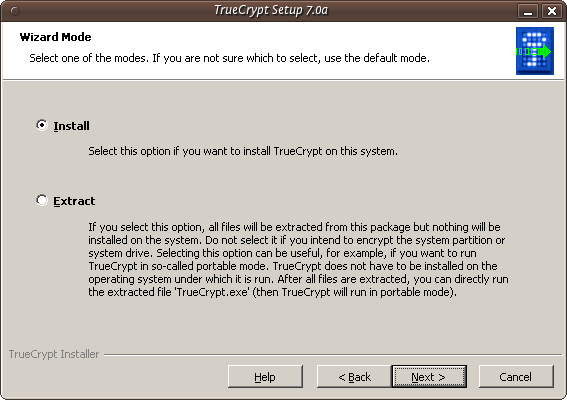 TrueCrypt Setup 7.0a
Wizard Mode
Select one of the modes. If you are not sure which to select, use the default mode.
Install
Select this option if you want to install TrueCrypt on this system.
Extract
If you select this option, all files will be extracted from this package but nothing will be
installed on the system. Do not select it if you intend to encrypt the system partition or
system drive. Selecting this option can be useful, for example, if you want to run
TrueCrypt in so-called portable mode. TrueCrypt does not have to be installed on the
operating system under which it is run. After all files are extracted, you can directly run
the extracted file 'TrueCrypt.exe' (then TrueCrypt will run in portable mode).
TrueCrypt Installer
Help
< Back
Next >
Cancel